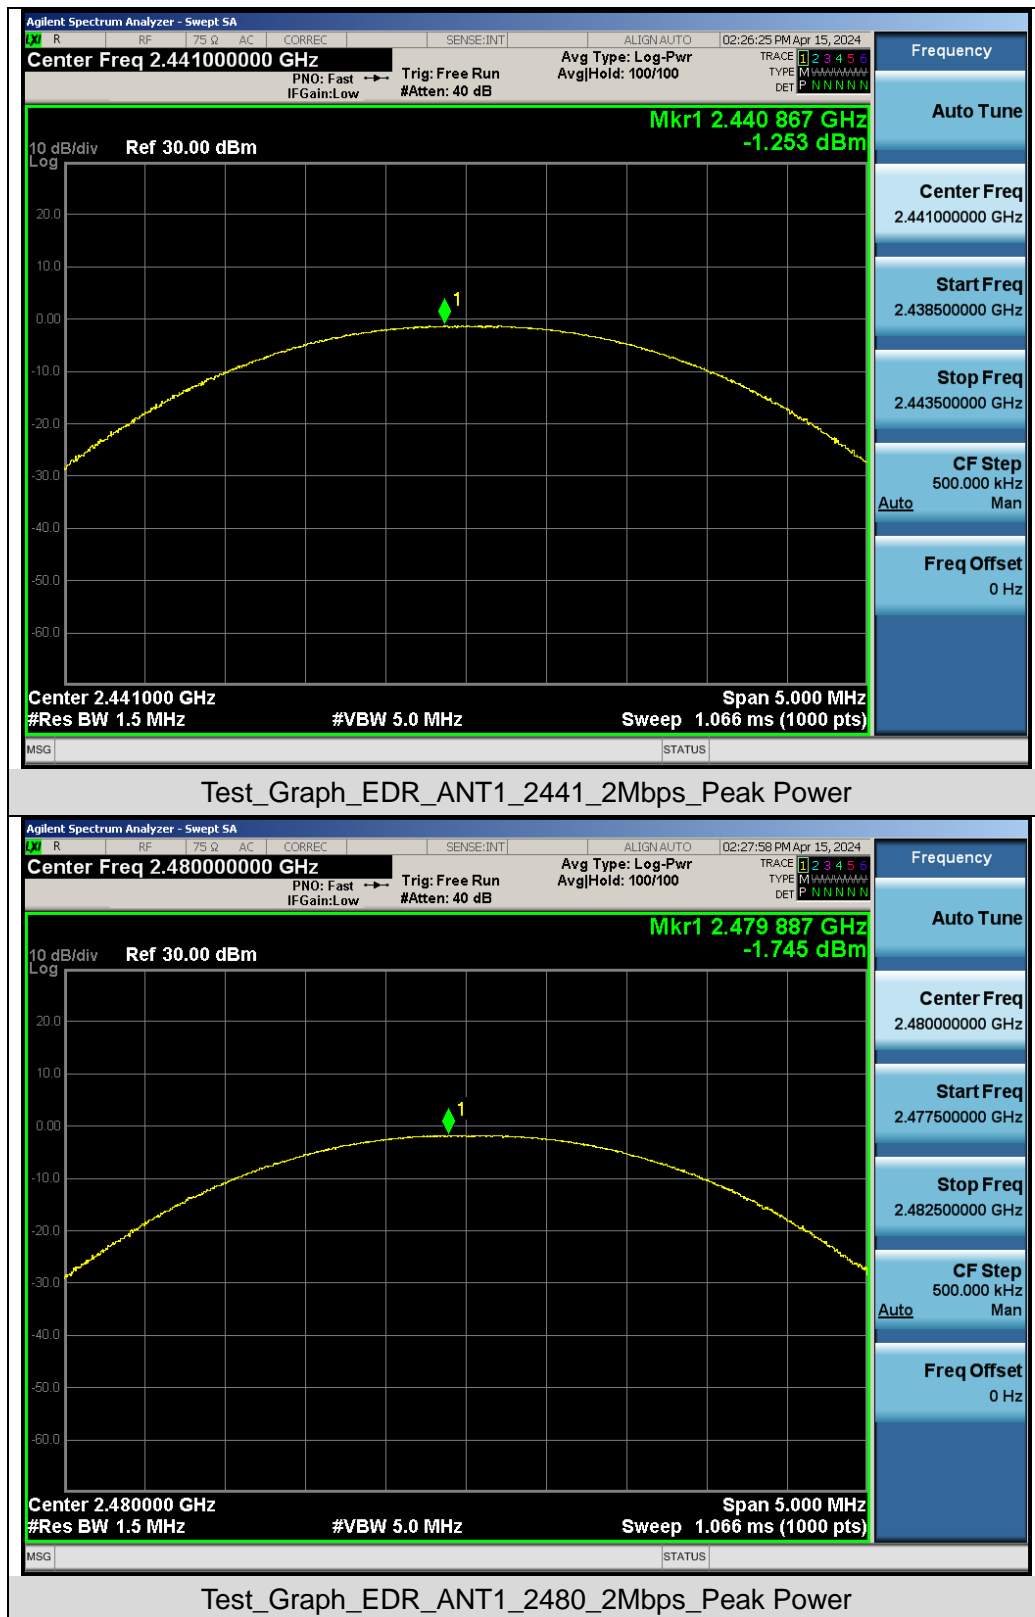 Agilent Spectrum Analyzer - Swept SA
LXI R RF 75 Ω AC CORREC SENSE:INT ALIGN AUTO 02:26:25 PM Apr 15, 2024
Center Freq 2.441000000 GHz
PNO: Fast
IFGain:Low
Trig: Free Run
#Atten: 40 dB
Avg Type: Log-Pwr
Avg|Hold: 100/100
TRACE 1 2 3 4 5 6
TYPE M WWWWW
DET P N N N N N
Mkr1 2.440 867 GHz
-1.253 dBm
10 dB/div Ref 30.00 dBm
Log
20.0
10.0
0.00
-10.0
-20.0
-30.0
-40.0
-50.0
-60.0
1
Center 2.441000 GHz Span 5.000 MHz
#Res BW 1.5 MHz #VBW 5.0 MHz Sweep 1.066 ms (1000 pts)
MSG STATUS
Frequency
Auto Tune
Center Freq
2.441000000 GHz
Start Freq
2.438500000 GHz
Stop Freq
2.443500000 GHz
CF Step
500.000 kHz
Auto Man
Freq Offset
0 Hz
Test_Graph_EDR_ANT1_2441_2Mbps_Peak Power
Agilent Spectrum Analyzer - Swept SA
LXI R RF 75 Ω AC CORREC SENSE:INT ALIGN AUTO 02:27:58 PM Apr 15, 2024
Center Freq 2.480000000 GHz
PNO: Fast
IFGain:Low
Trig: Free Run
#Atten: 40 dB
Avg Type: Log-Pwr
Avg|Hold: 100/100
TRACE 1 2 3 4 5 6
TYPE M WWWWW
DET P N N N N N
Mkr1 2.479 887 GHz
-1.745 dBm
10 dB/div Ref 30.00 dBm
Log
20.0
10.0
0.00
-10.0
-20.0
-30.0
-40.0
-50.0
-60.0
1
Center 2.480000 GHz Span 5.000 MHz
#Res BW 1.5 MHz #VBW 5.0 MHz Sweep 1.066 ms (1000 pts)
MSG STATUS
Frequency
Auto Tune
Center Freq
2.480000000 GHz
Start Freq
2.477500000 GHz
Stop Freq
2.482500000 GHz
CF Step
500.000 kHz
Auto Man
Freq Offset
0 Hz
Test_Graph_EDR_ANT1_2480_2Mbps_Peak Power